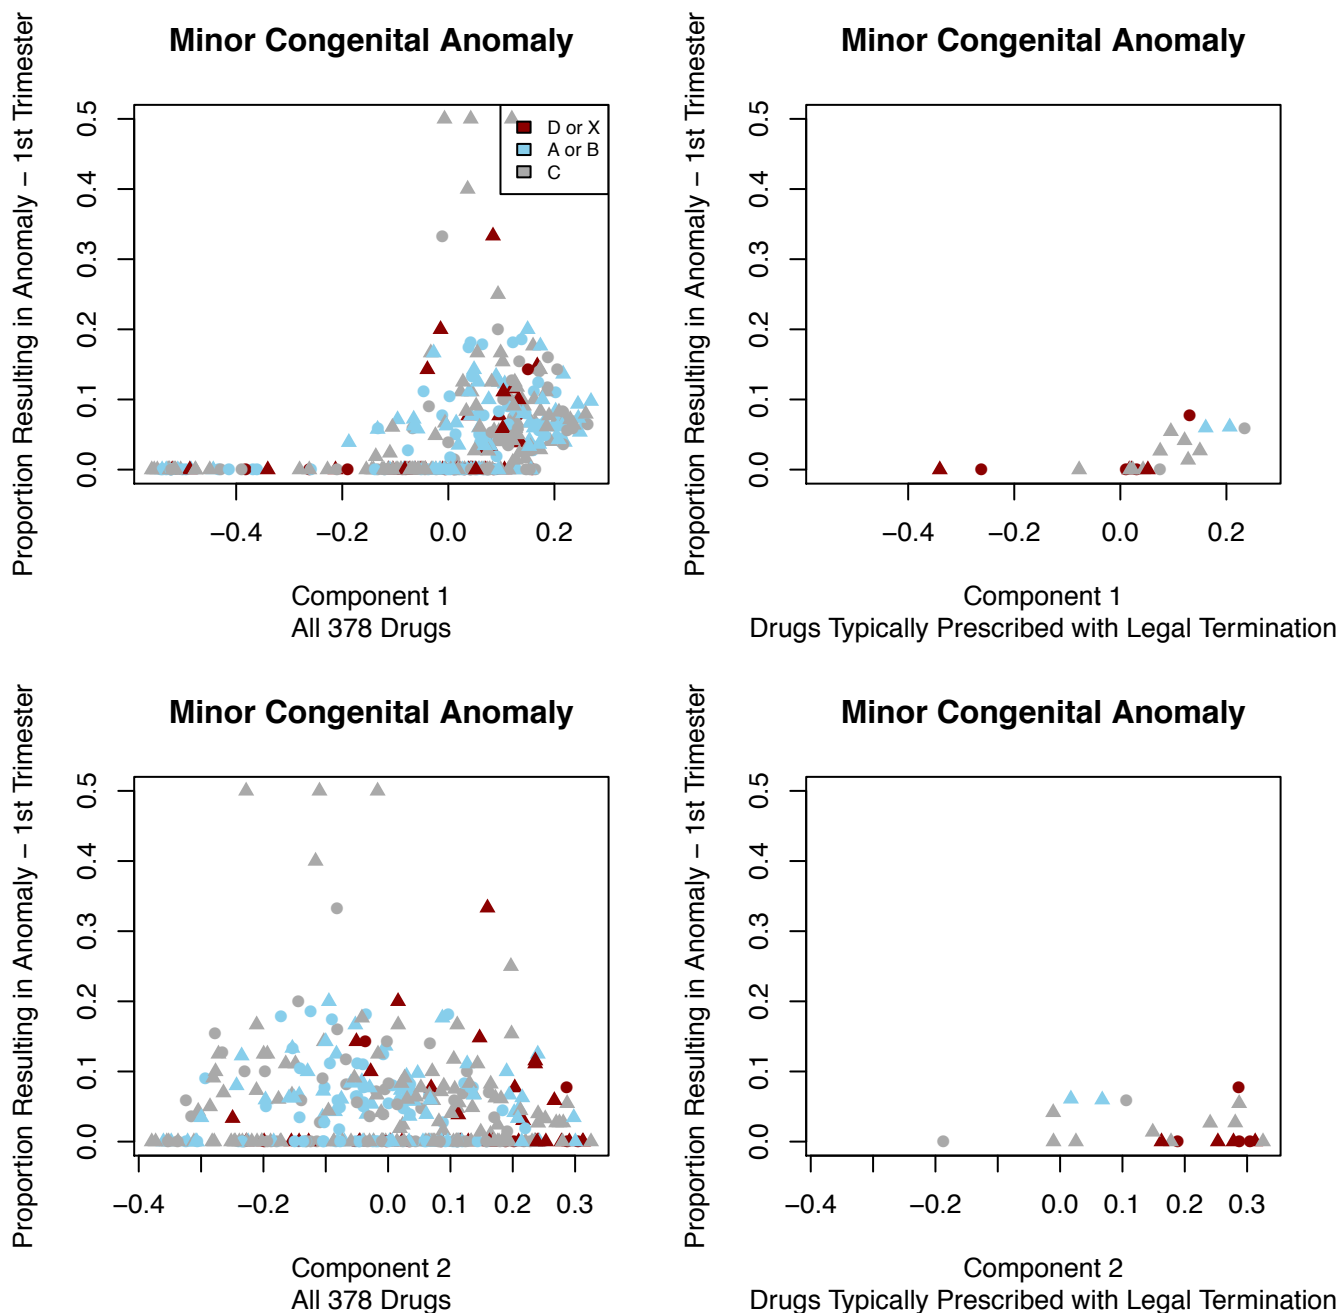 Minor Congenital Anomaly
Proportion Resulting in Anomaly − 1st Trimester
0.5
0.4
0.3
0.2
0.1
0.0
D or X
A or B
C
−0.4 −0.2 0.0 0.2
Component 1
All 378 Drugs
Minor Congenital Anomaly
Proportion Resulting in Anomaly − 1st Trimester
0.5
0.4
0.3
0.2
0.1
0.0
−0.4 −0.2 0.0 0.2
Component 1
Drugs Typically Prescribed with Legal Termination
Minor Congenital Anomaly
Proportion Resulting in Anomaly − 1st Trimester
0.5
0.4
0.3
0.2
0.1
0.0
−0.4 −0.2 0.0 0.1 0.2 0.3
Component 2
All 378 Drugs
Minor Congenital Anomaly
Proportion Resulting in Anomaly − 1st Trimester
0.5
0.4
0.3
0.2
0.1
0.0
−0.4 −0.2 0.0 0.1 0.2 0.3
Component 2
Drugs Typically Prescribed with Legal Termination